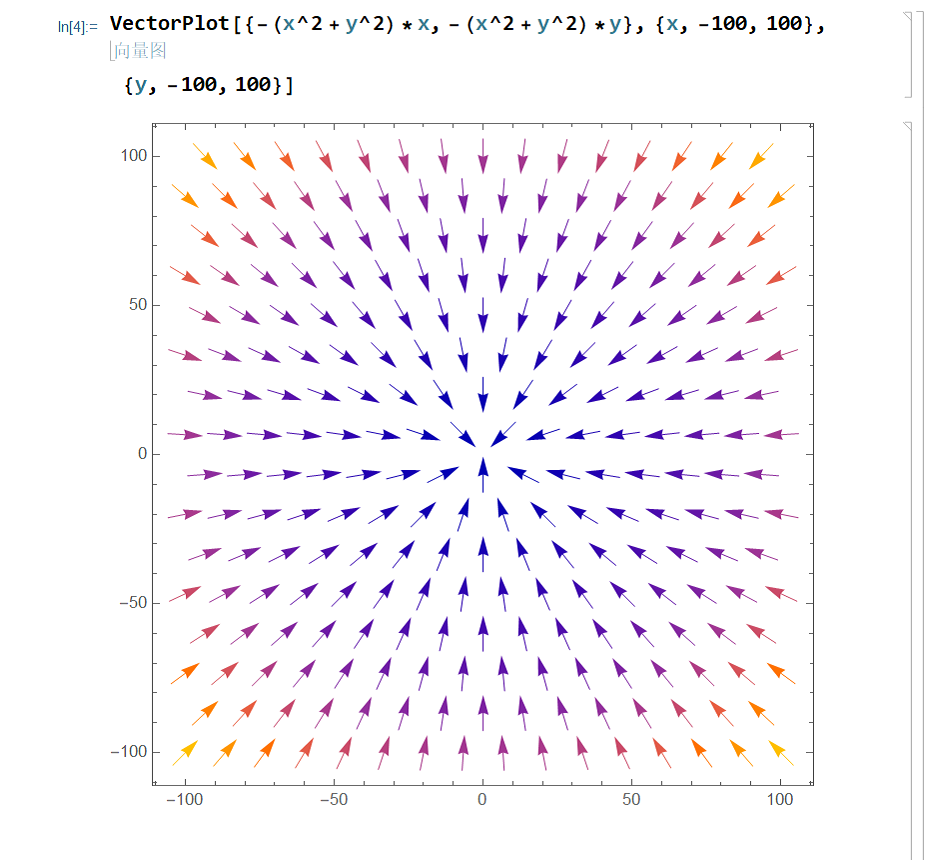 In[4]:= VectorPlot[{-(x^2+y^2)*x, -(x^2+y^2)*y}, {x, -100, 100},
向量图
{y, -100, 100}]
100
50
0
-50
-100
-100 -50 0 50 100